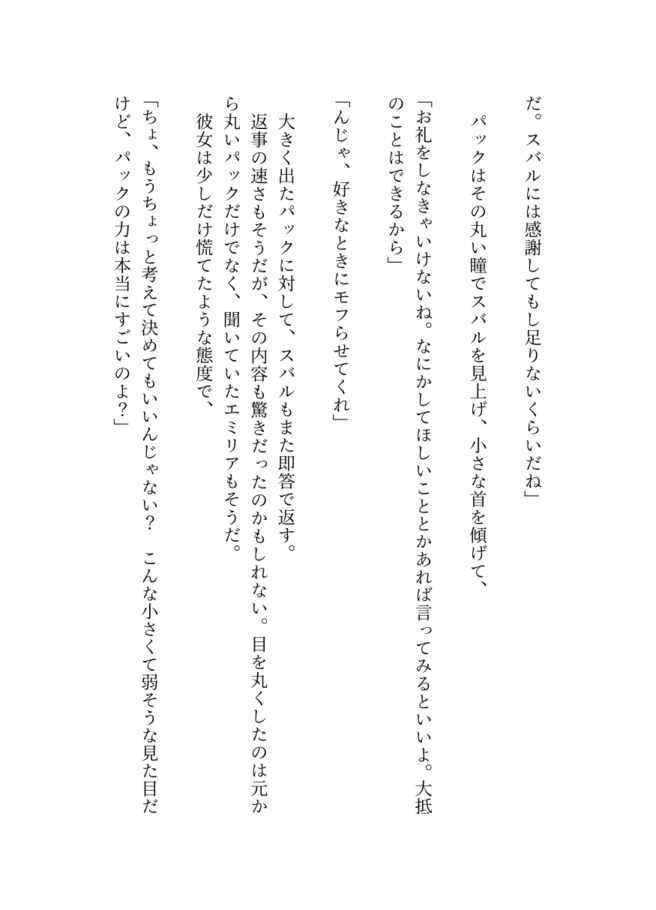 だ。スバルには感謝してもし足りないくらいだね」
パックはその丸い瞳でスバルを見上げ、小さな首を傾げて、
「お礼をしなきゃいけないね。なにかしてほしいこととかあれば言ってみるといいよ。大抵
のことはできるから」
「んじゃ、好きなときにモフらせてくれ」
大きく出たパックに対して、スバルもまた即答で返す。
返事の速さもそうだが、その内容も驚きだったのかもしれない。目を丸くしたのは元か
ら丸いパックだけでなく、聞いていたエミリアもそうだ。
彼女は少しだけ慌てたような態度で、
「ちょ、もうちょっと考えて決めてもいいんじゃない？　こんな小さくて弱そうな見た目だ
けど、パックの力は本当にすごいのよ？」